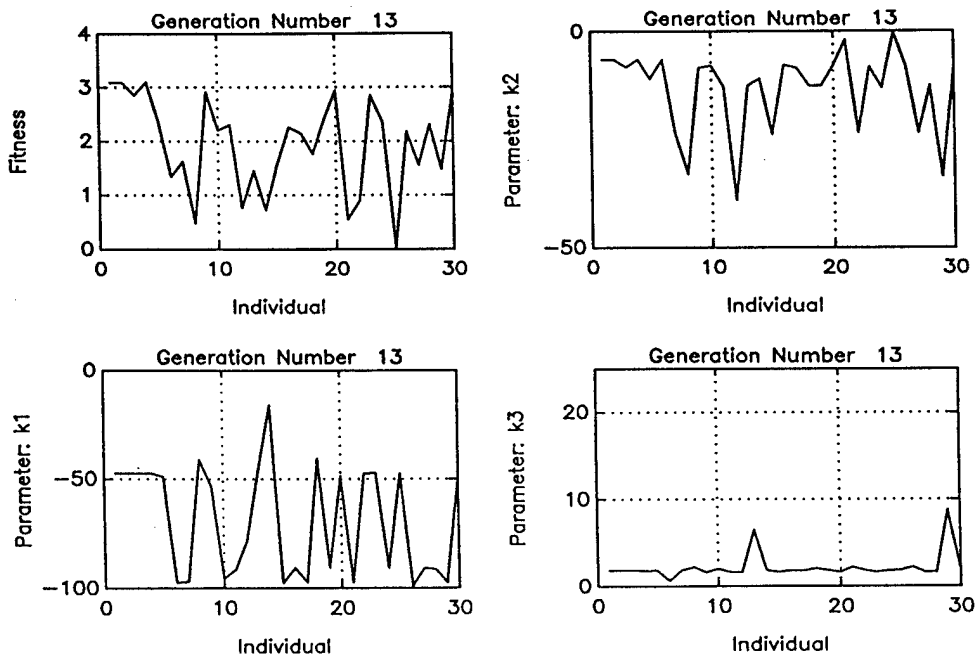 Generation Number 13
Fitness
4
3
2
1
0
0 10 20 30
Individual
Generation Number 13
Parameter: k2
0
−50
0 10 20 30
Individual
Generation Number 13
Parameter: k1
0
−50
−100
0 10 20 30
Individual
Generation Number 13
Parameter: k3
20
10
0
0 10 20 30
Individual